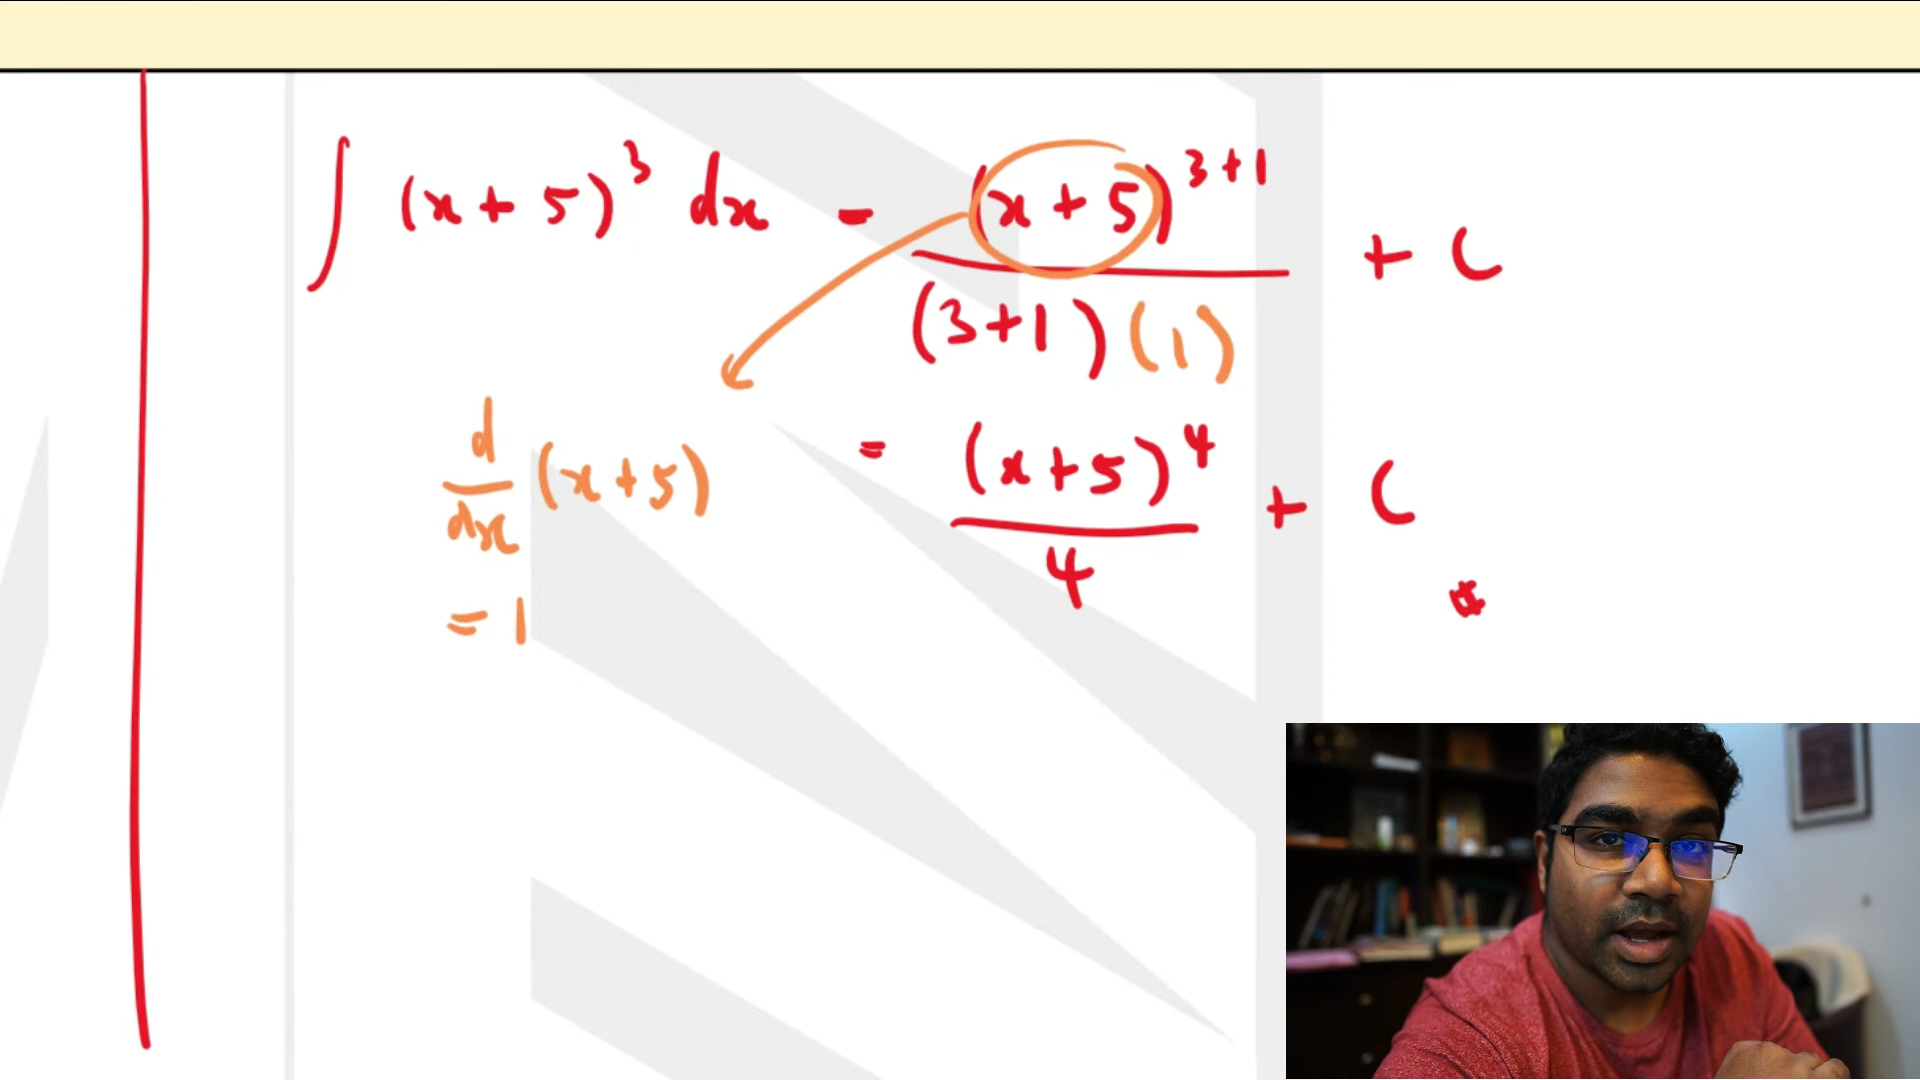 ∫ (x+5)³ dx = (x+5)³⁺¹ / (3+1)(1) + C
= (x+5)⁴ / 4 + C
d/dx (x+5)
= 1